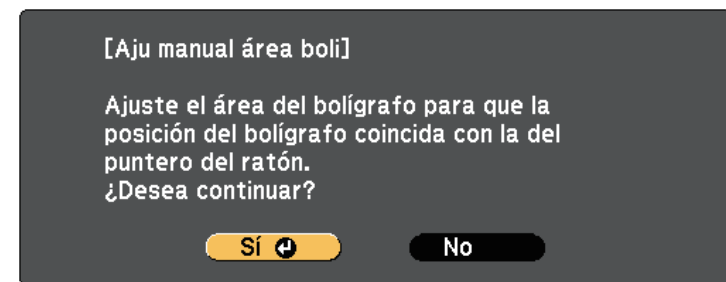 [Aju manual área boli]
Ajuste el área del bolígrafo para que la
posición del bolígrafo coincida con la del
puntero del ratón.
¿Desea continuar?
Sí No